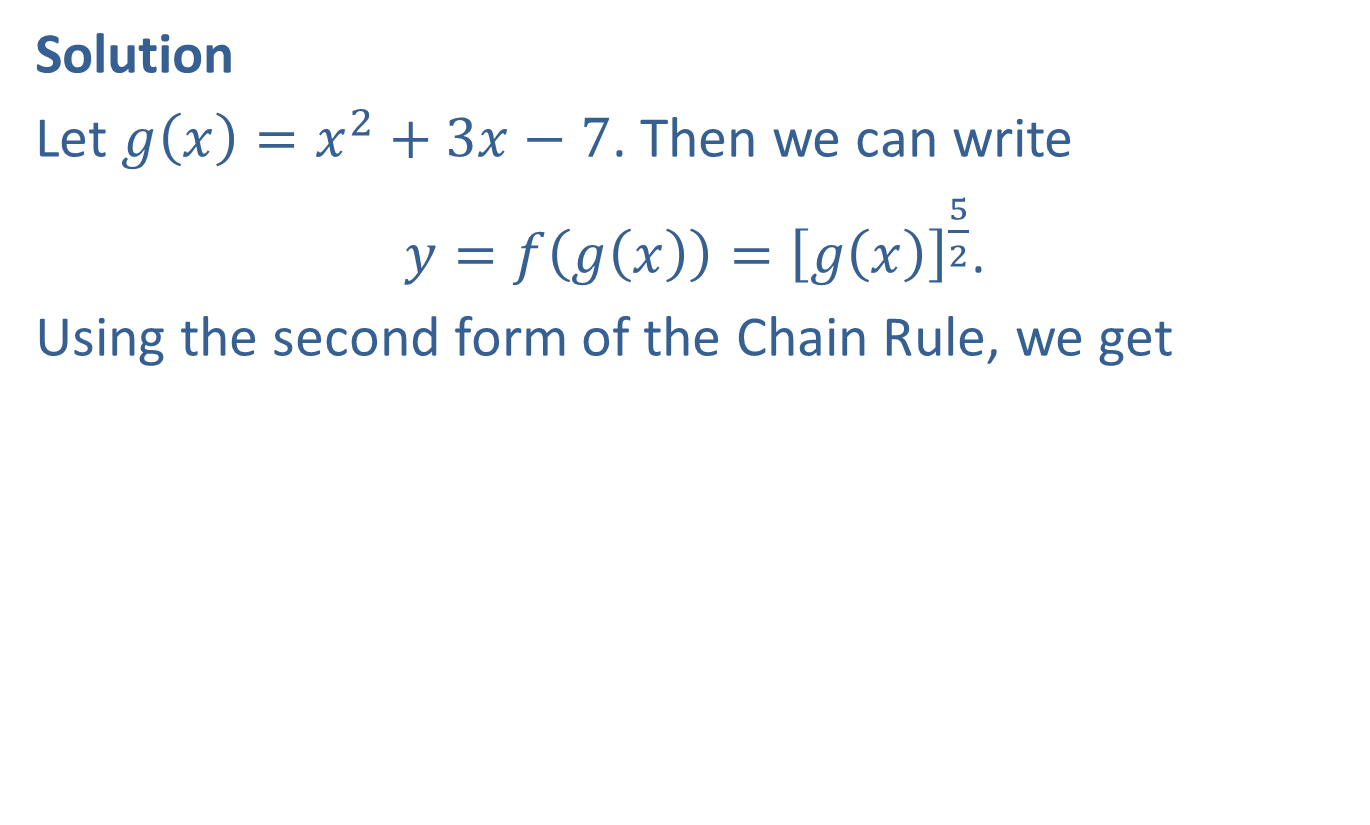 Solution
Let 𝑔(𝑥) = 𝑥² + 3𝑥 − 7. Then we can write
𝑦 = 𝑓(𝑔(𝑥)) = [𝑔(𝑥)]^(5/2).
Using the second form of the Chain Rule, we get